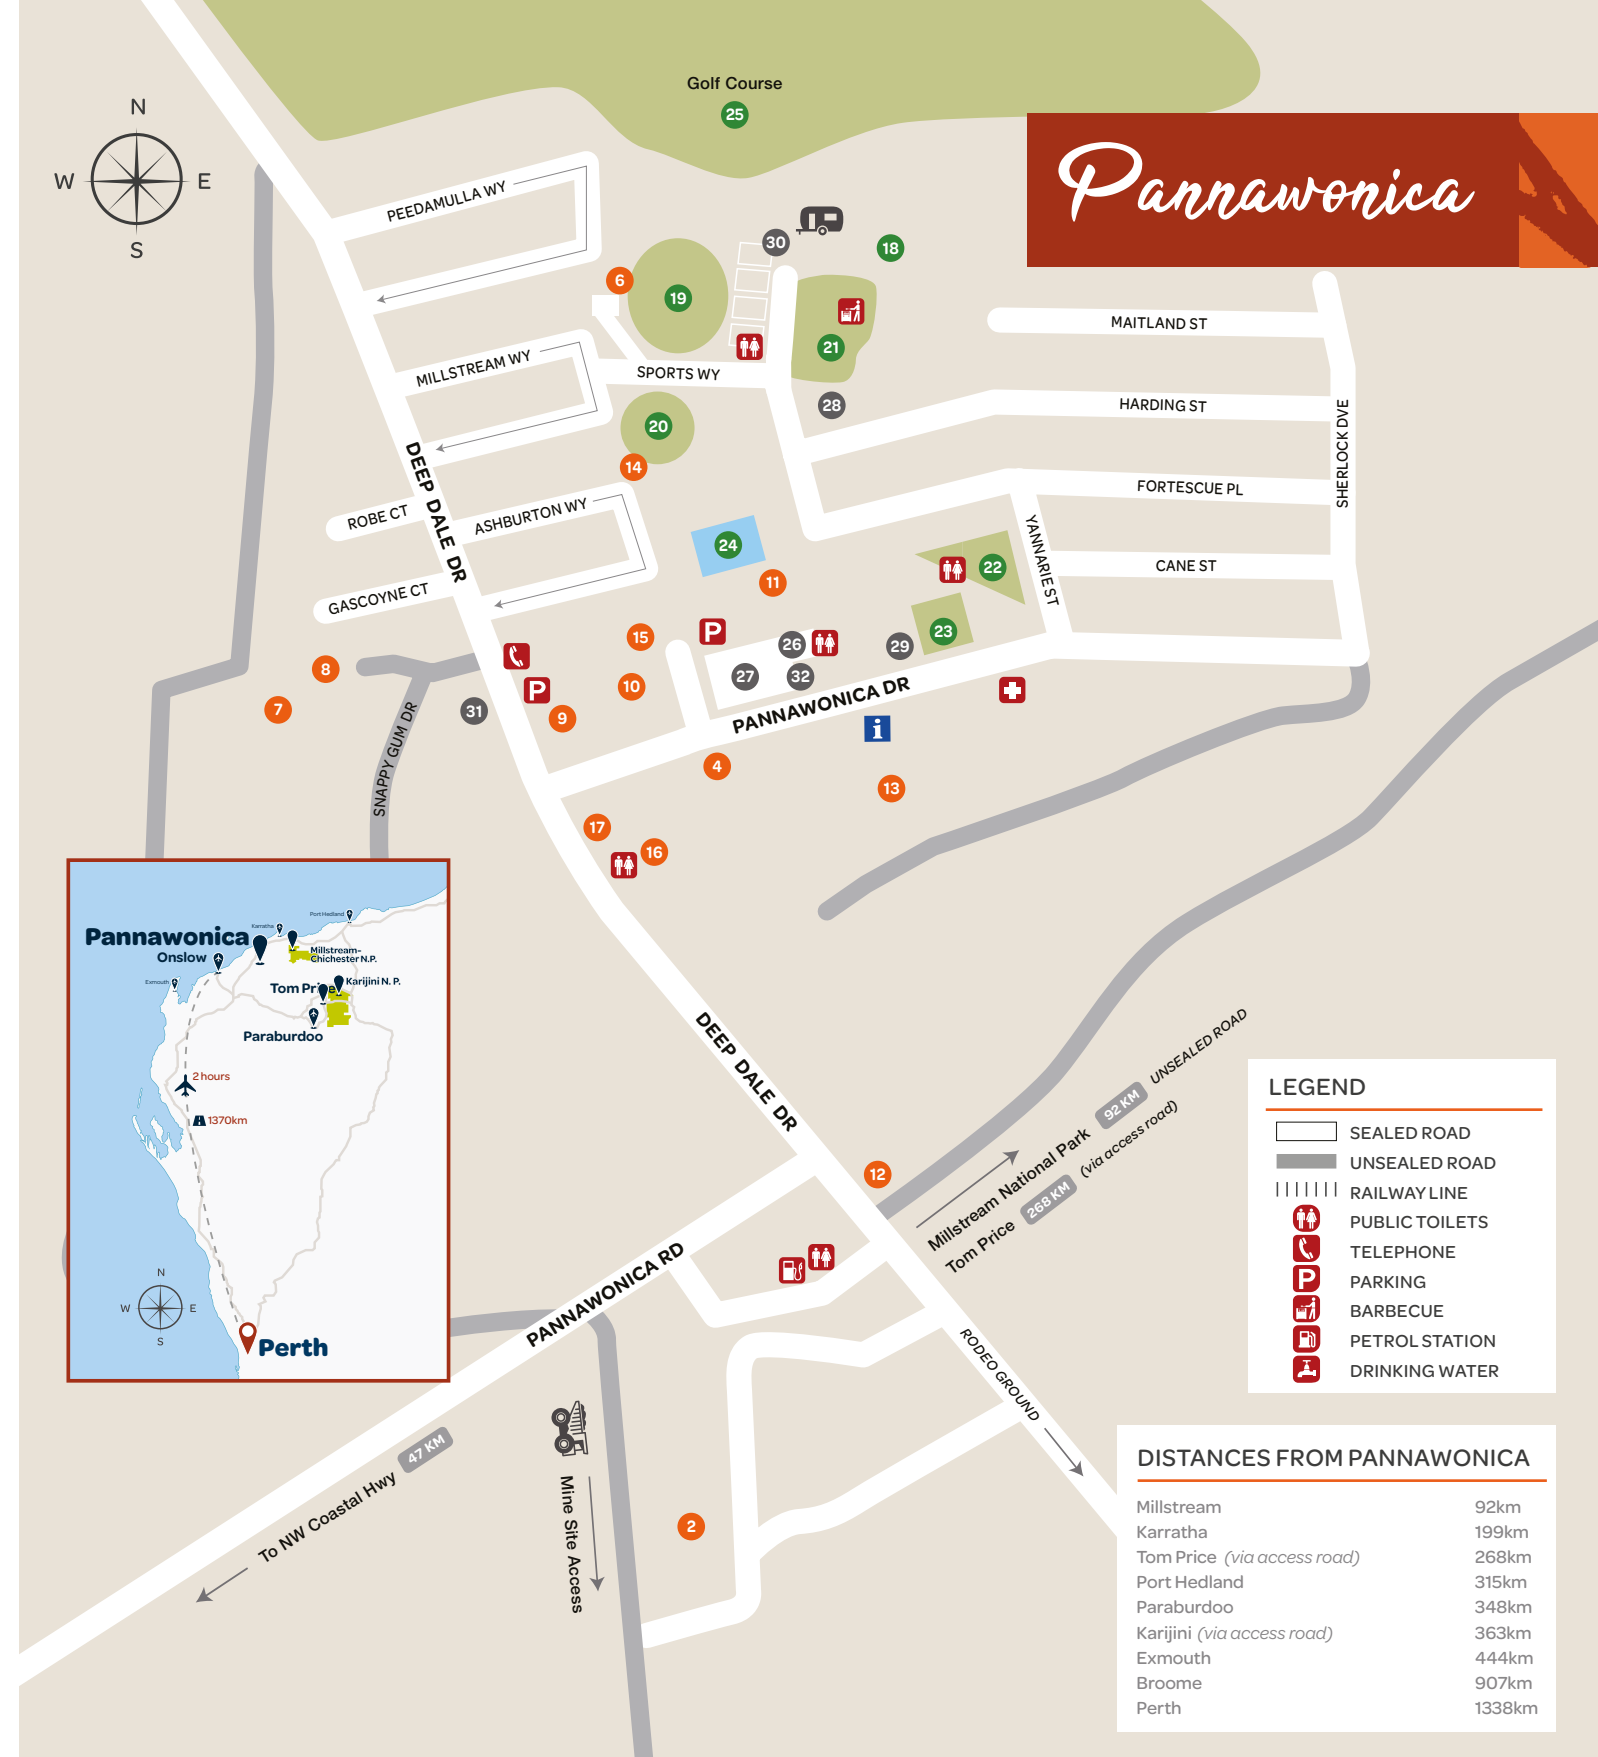 Golf Course
25
N
W
E
S
Pannawonica
PEEDAMULLA WY
30
18
6
19
21
MAITLAND ST
MILLSTREAM WY
SPORTS WY
28
HARDING ST
SHERLOCK DVE
20
14
DEEP DALE DR
FORTESCUE PL
ROBE CT
ASHBURTON WY
24
YANNARIE ST
22
CANE ST
11
GASCOYNE CT
15
P
26
29
23
8
27
32
10
P
7
31
9
PANNAWONICA DR
i
SNAPPY GUM DR
4
13
17
16
Port Hedland
Karratha
Pannawonica
Millstream-
Chichester N.P.
Onslow
Exmouth
Karijini N. P.
Tom Price
Paraburdoo
2 hours
1370km
N
W
E
S
Perth
DEEP DALE DR
12
UNSEALED ROAD
Millstream National Park 92 KM
Tom Price 268 KM (via access road)
PANNAWONICA RD
RODEO GROUND
To NW Coastal Hwy 47 KM
Mine Site Access
2
LEGEND
SEALED ROAD
UNSEALED ROAD
RAILWAY LINE
PUBLIC TOILETS
TELEPHONE
P PARKING
BARBECUE
PETROL STATION
DRINKING WATER
DISTANCES FROM PANNAWONICA
Millstream 92km
Karratha 199km
Tom Price (via access road) 268km
Port Hedland 315km
Paraburdoo 348km
Karijini (via access road) 363km
Exmouth 444km
Broome 907km
Perth 1338km